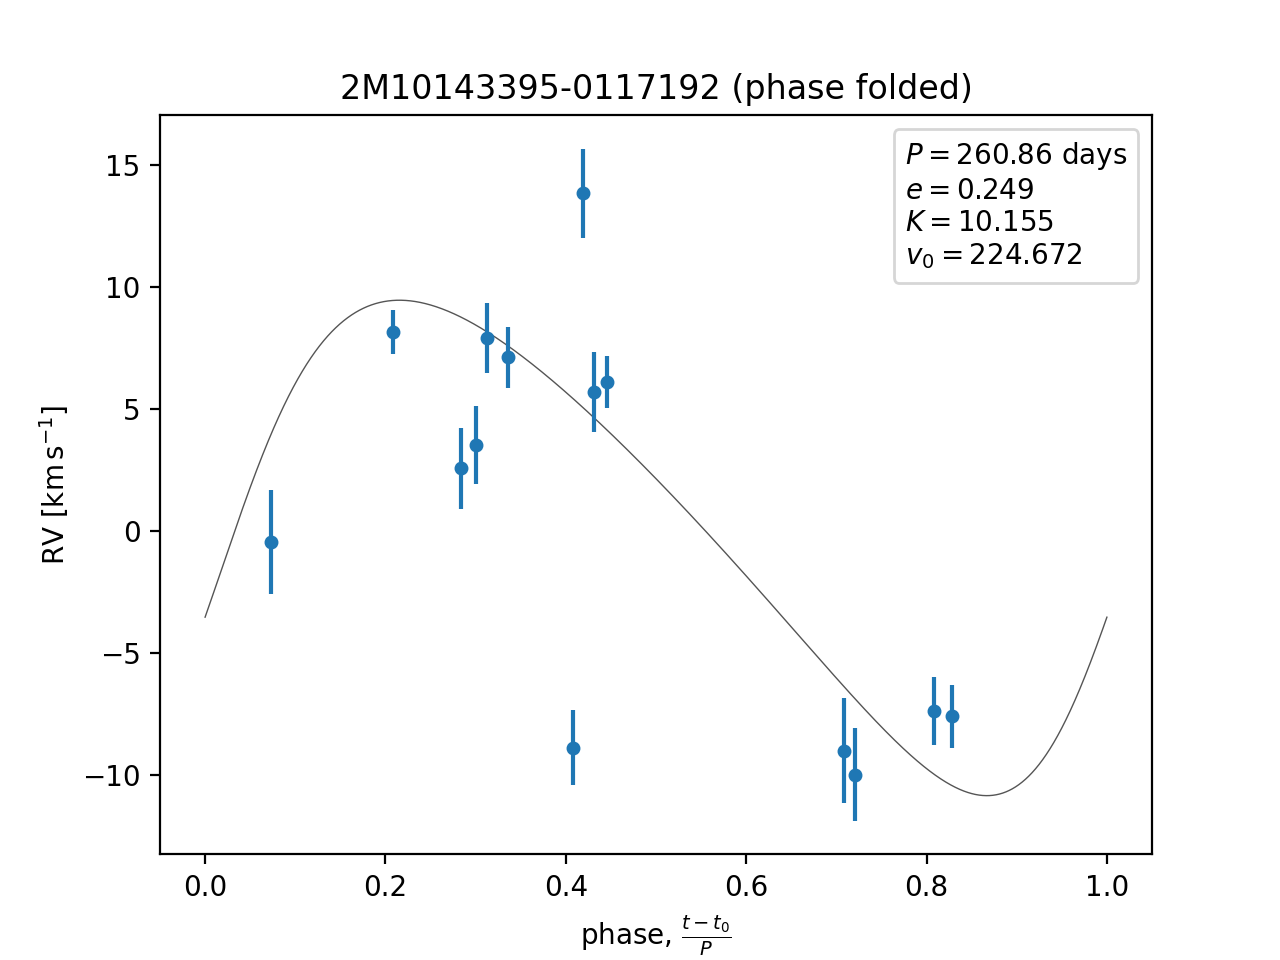 2M10143395-0117192 (phase folded)
P = 260.86 days
e = 0.249
K = 10.155
v₀ = 224.672
RV [km s⁻¹]
15
10
5
0
−5
−10
0.0 0.2 0.4 0.6 0.8 1.0
phase, (t − t₀)/P